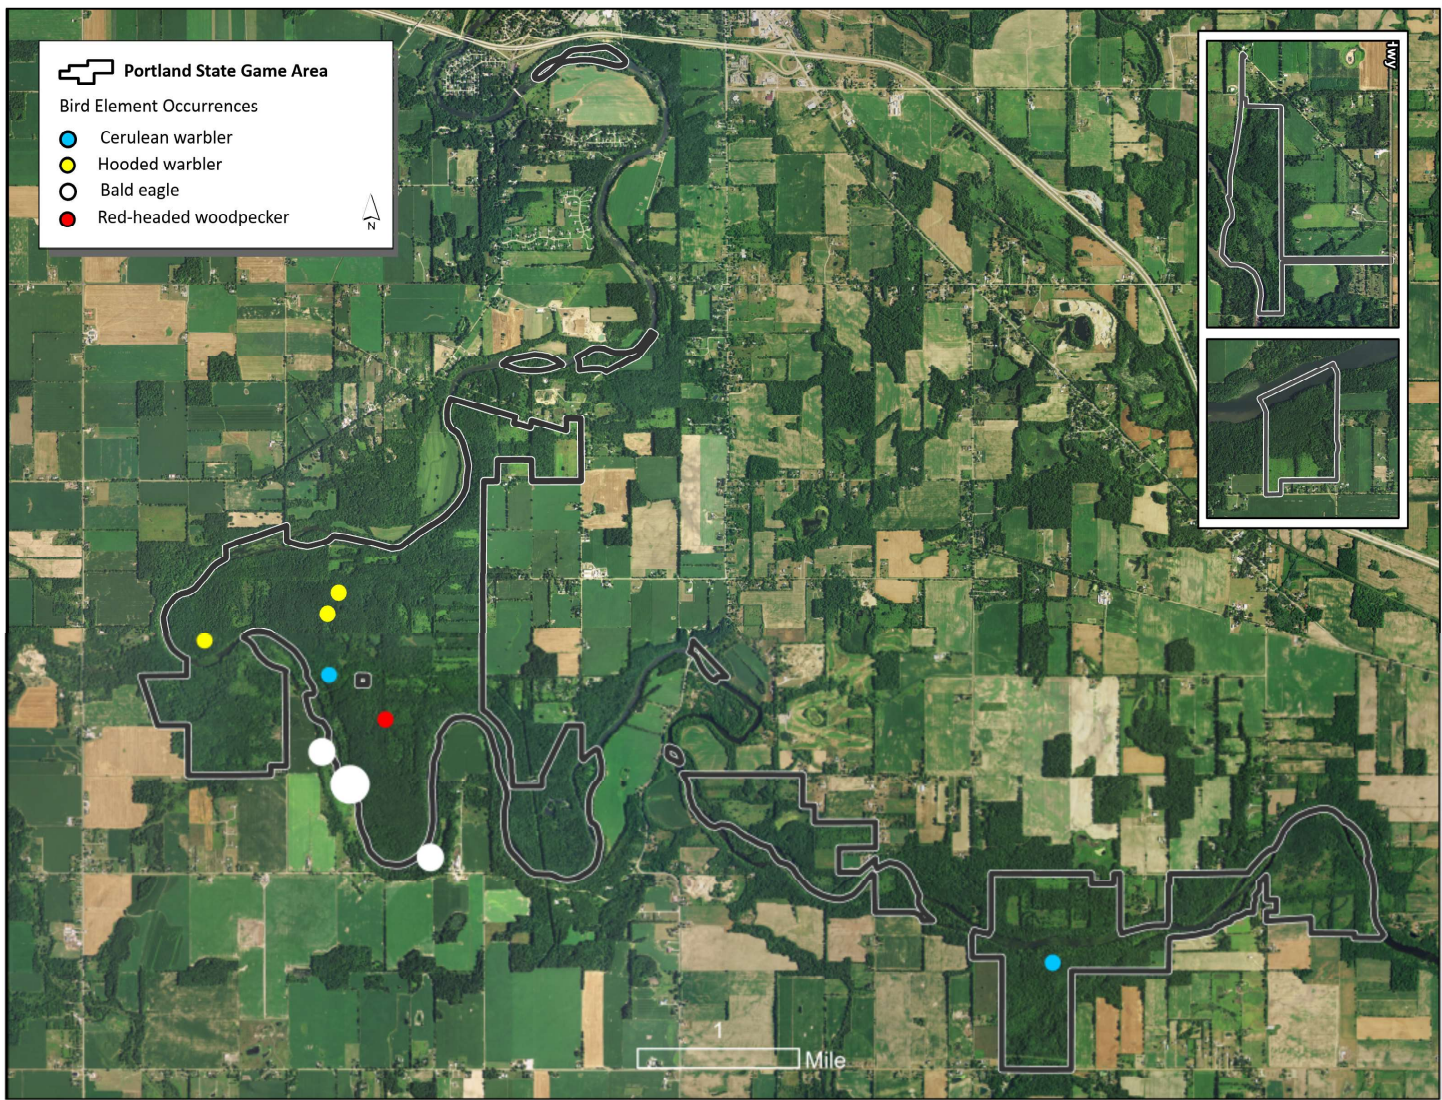 Portland State Game Area
Bird Element Occurrences
Cerulean warbler
Hooded warbler
Bald eagle
Red-headed woodpecker
N
Hwy
1
Mile